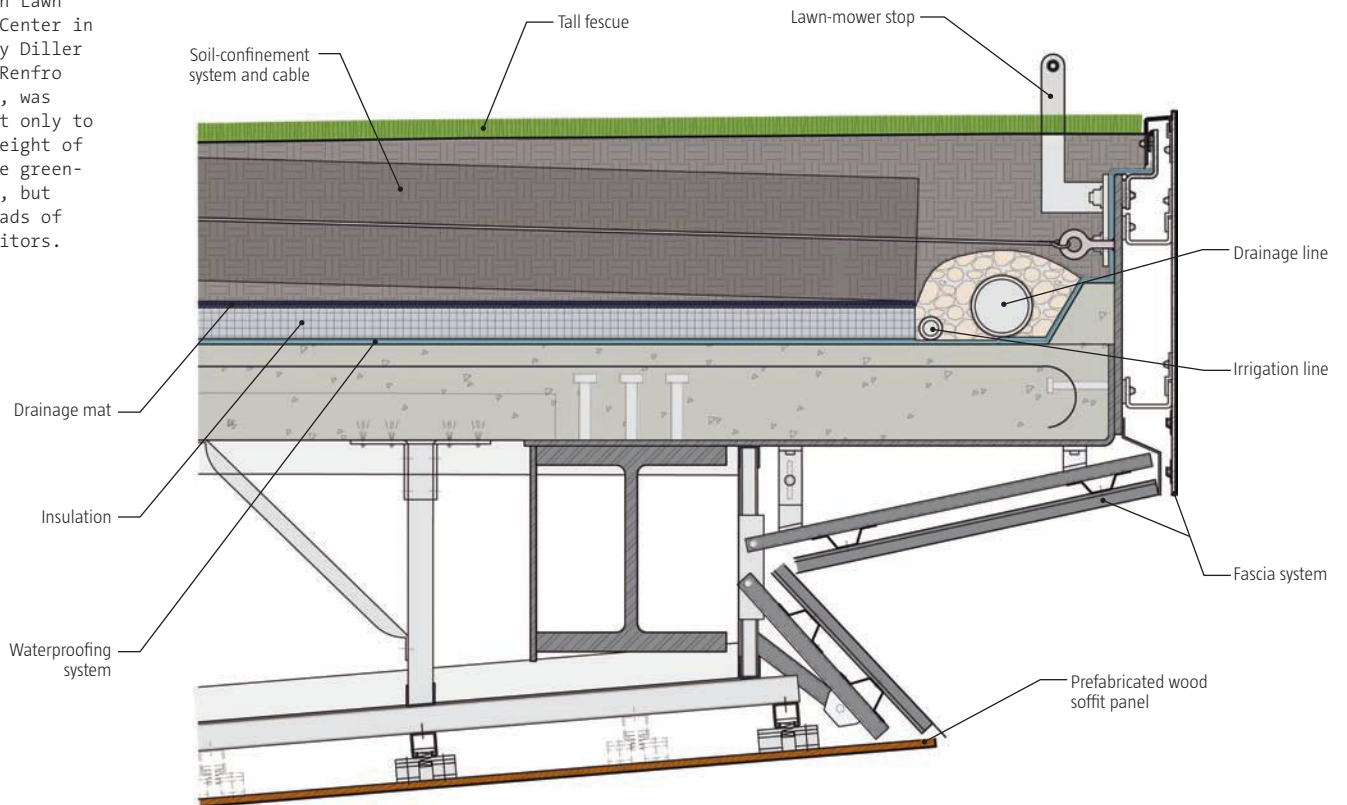 n Lawn
Center in
y Diller
Renfro
, was
t only to
eight of
e green-
, but
ads of
itors.
Soil-confinement
system and cable
Tall fescue
Lawn-mower stop
Drainage line
Irrigation line
Drainage mat
Insulation
Fascia system
Waterproofing
system
Prefabricated wood
soffit panel